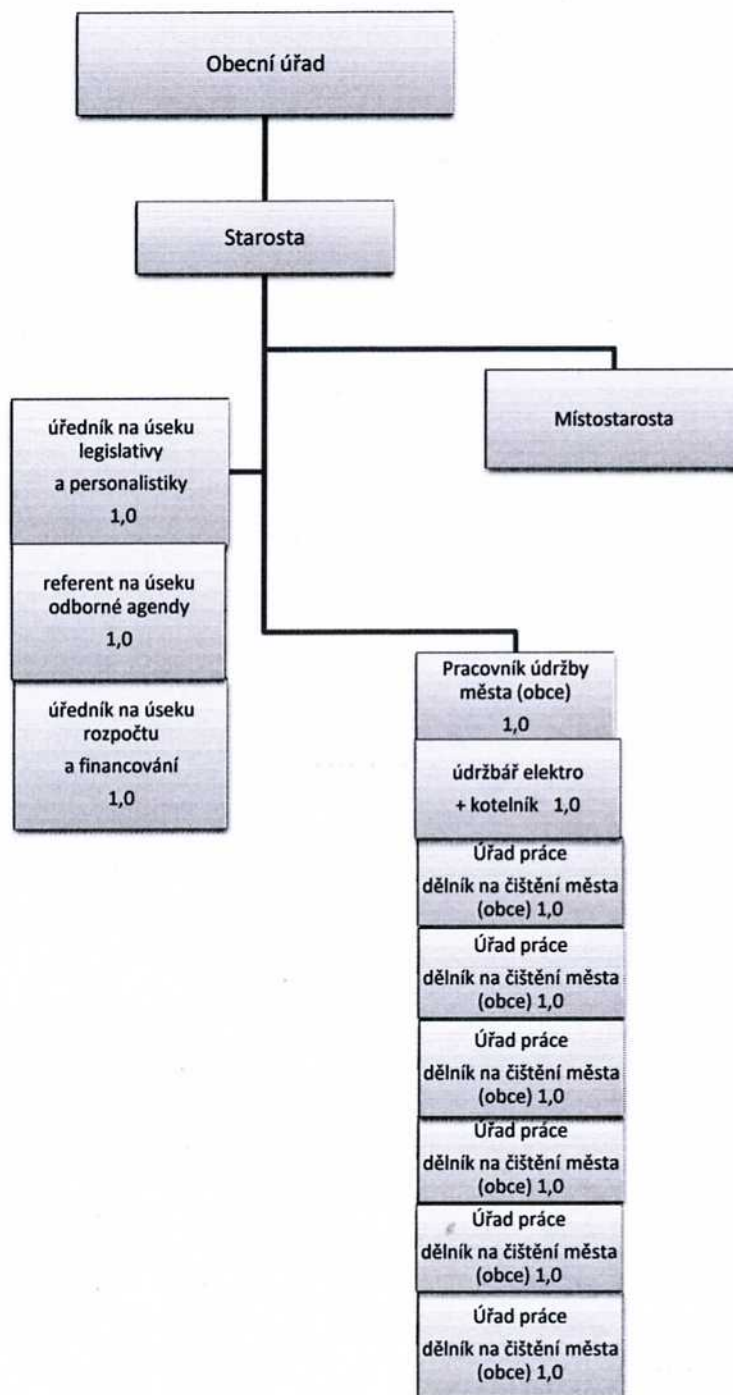 Obecní úřad
Starosta
Místostarosta
úředník na úseku
legislativy
a personalistiky
1,0
referent na úseku
odborné agendy
1,0
úředník na úseku
rozpočtu
a financování
1,0
Pracovník údržby
města (obce)
1,0
údržbář elektro
+ kotelník 1,0
Úřad práce
dělník na čištění města
(obce) 1,0
Úřad práce
dělník na čištění města
(obce) 1,0
Úřad práce
dělník na čištění města
(obce) 1,0
Úřad práce
dělník na čištění města
(obce) 1,0
Úřad práce
dělník na čištění města
(obce) 1,0
Úřad práce
dělník na čištění města
(obce) 1,0